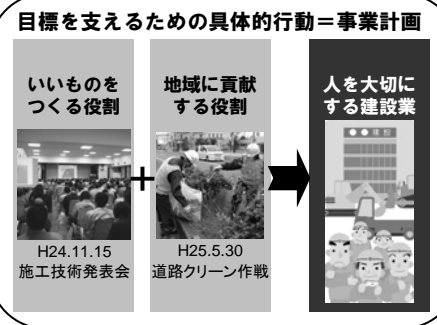 目標を支えるための具体的行動＝事業計画
いいものを
つくる役割
H24.11.15
施工技術発表会
＋
地域に貢献
する役割
H25.5.30
道路クリーン作戦
人を大切に
する建設業
●●建設